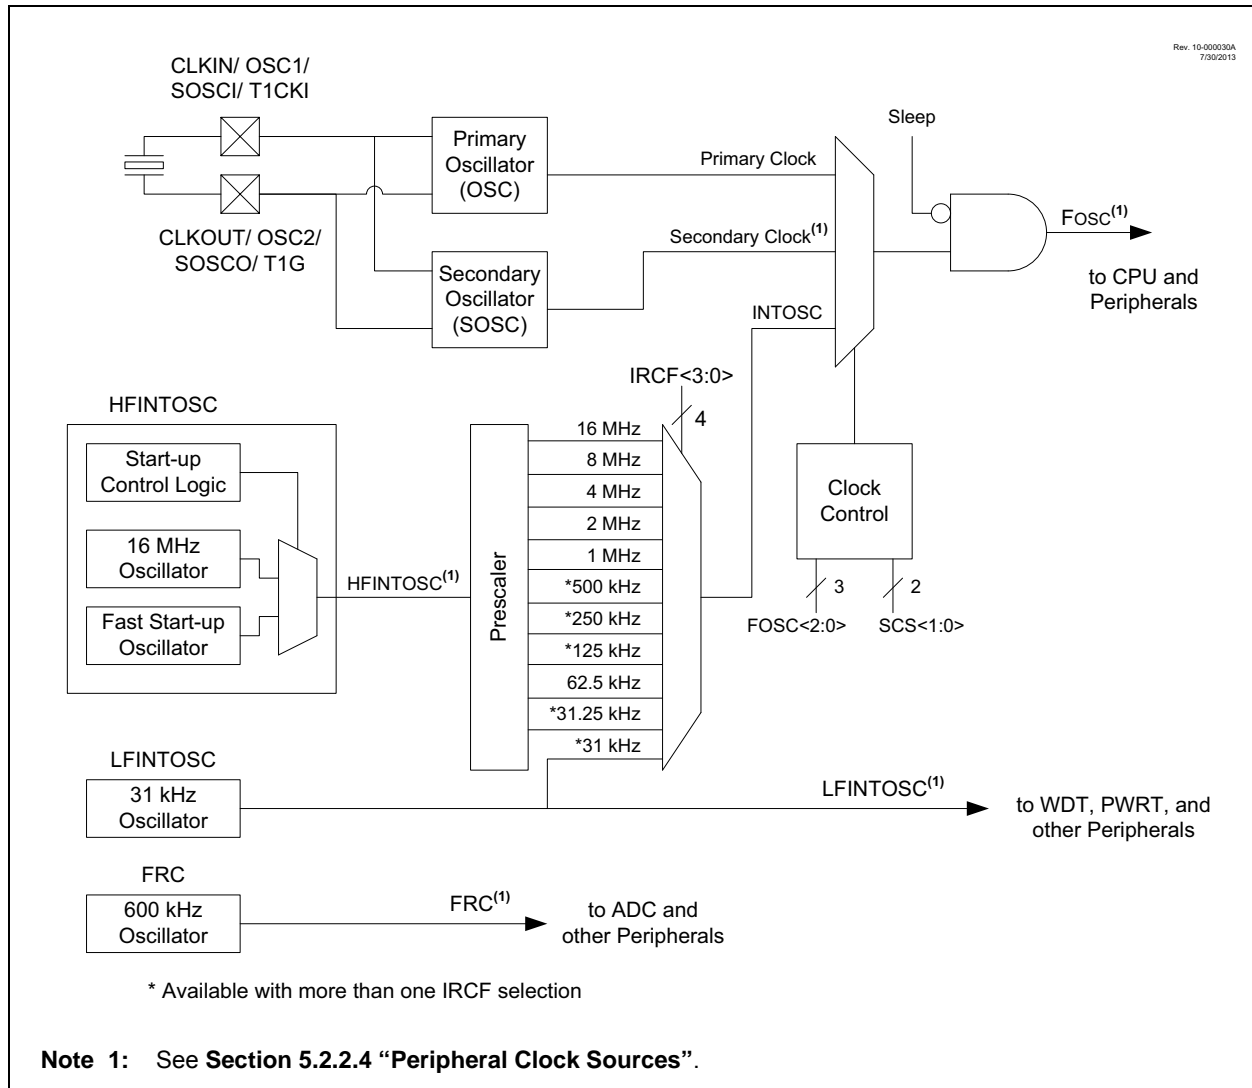 Rev. 10-000030A
7/30/2013
CLKIN/ OSC1/
SOSCI/ T1CKI
CLKOUT/ OSC2/
SOSCO/ T1G
Primary
Oscillator
(OSC)
Secondary
Oscillator
(SOSC)
Primary Clock
Secondary Clock(1)
INTOSC
Sleep
FOSC(1)
to CPU and
Peripherals
IRCF<3:0>
4
HFINTOSC
Start-up
Control Logic
16 MHz
Oscillator
Fast Start-up
Oscillator
HFINTOSC(1)
Prescaler
16 MHz
8 MHz
4 MHz
2 MHz
1 MHz
*500 kHz
*250 kHz
*125 kHz
62.5 kHz
*31.25 kHz
*31 kHz
Clock
Control
3
2
FOSC<2:0>
SCS<1:0>
LFINTOSC
31 kHz
Oscillator
LFINTOSC(1)
to WDT, PWRT, and
other Peripherals
FRC
600 kHz
Oscillator
FRC(1)
to ADC and
other Peripherals
* Available with more than one IRCF selection
Note 1: See Section 5.2.2.4 “Peripheral Clock Sources”.